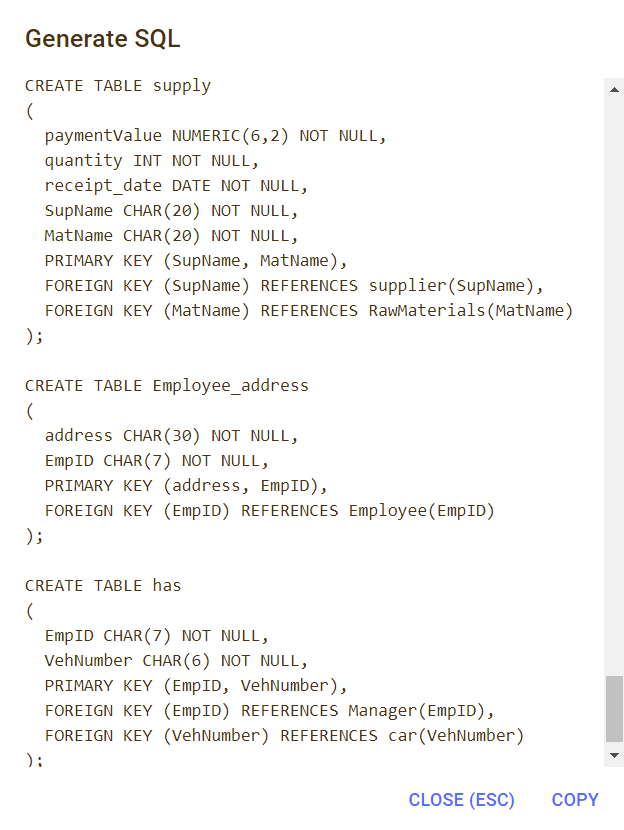 Generate SQL
CREATE TABLE supply
(
  paymentValue NUMERIC(6,2) NOT NULL,
  quantity INT NOT NULL,
  receipt_date DATE NOT NULL,
  SupName CHAR(20) NOT NULL,
  MatName CHAR(20) NOT NULL,
  PRIMARY KEY (SupName, MatName),
  FOREIGN KEY (SupName) REFERENCES supplier(SupName),
  FOREIGN KEY (MatName) REFERENCES RawMaterials(MatName)
);
CREATE TABLE Employee_address
(
  address CHAR(30) NOT NULL,
  EmpID CHAR(7) NOT NULL,
  PRIMARY KEY (address, EmpID),
  FOREIGN KEY (EmpID) REFERENCES Employee(EmpID)
);
CREATE TABLE has
(
  EmpID CHAR(7) NOT NULL,
  VehNumber CHAR(6) NOT NULL,
  PRIMARY KEY (EmpID, VehNumber),
  FOREIGN KEY (EmpID) REFERENCES Manager(EmpID),
  FOREIGN KEY (VehNumber) REFERENCES car(VehNumber)
);
CLOSE (ESC) COPY